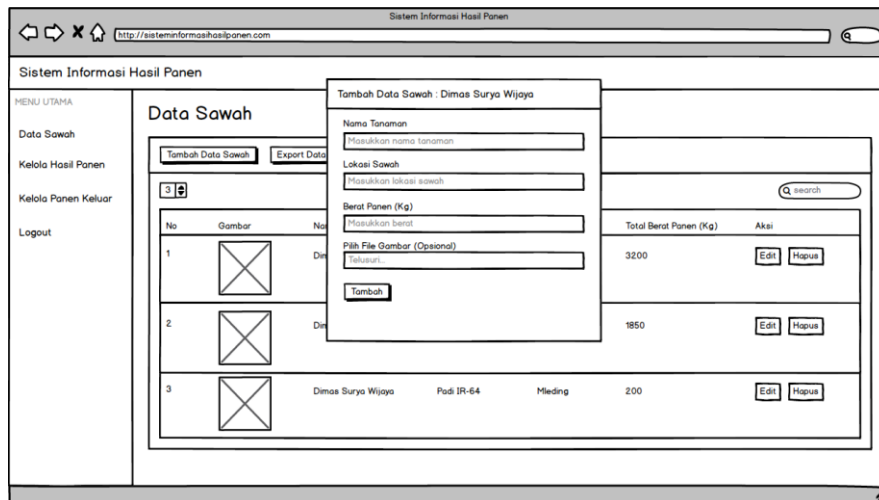 Sistem Informasi Hasil Panen
http://sisteminformasihasilpanen.com
Sistem Informasi Hasil Panen
MENU UTAMA
Data Sawah
Kelola Hasil Panen
Kelola Panen Keluar
Logout
Data Sawah
Tambah Data Sawah Export Data
3 search
No Gambar Total Berat Panen (Kg) Aksi
1 3200 Edit Hapus
2 1850 Edit Hapus
3 Dimas Surya Wijaya Padi IR-64 Mleding 200 Edit Hapus
Tambah Data Sawah : Dimas Surya Wijaya
Nama Tanaman
Masukkan nama tanaman
Lokasi Sawah
Masukkan lokasi sawah
Berat Panen (Kg)
Masukkan berat
Pilih File Gambar (Opsional)
Telusuri..
Tambah